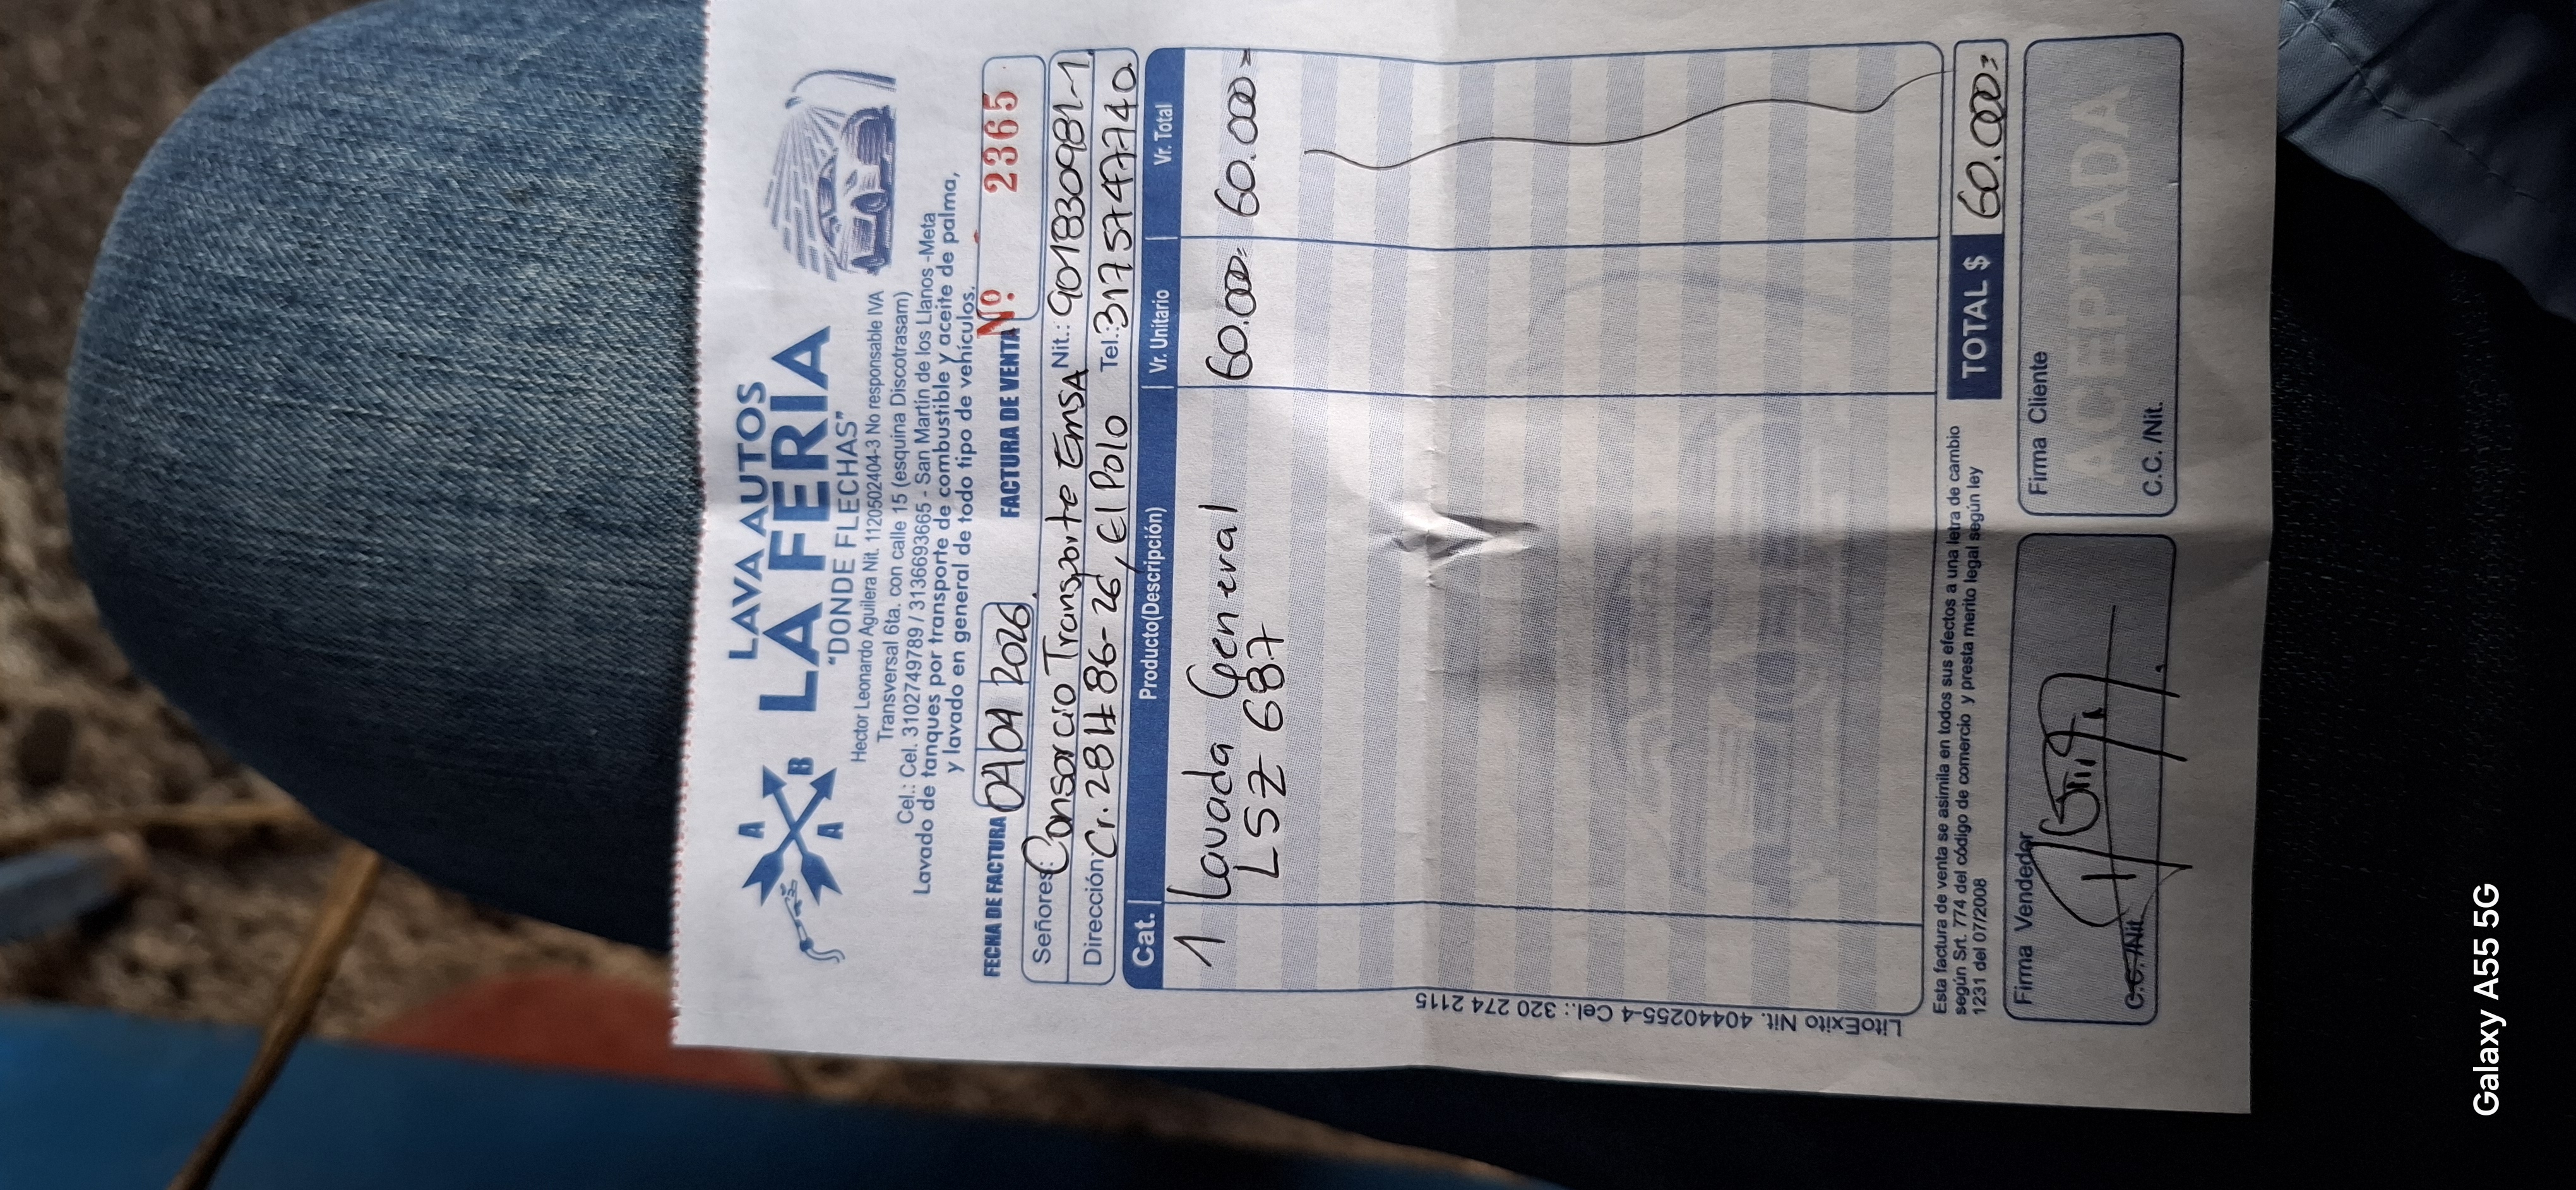 LAVA AUTOS
LA FERÍA
"DONDE FLECHAS"
A
B
A
Hector Leonardo Aguilera Nit. 1120502404-3 No responsable IVA
Transversal 6ta. con calle 15 (esquina Discotrasam)
Cel.: Cel. 3102749789 / 3136693665 - San Martín de los Llanos -Meta
Lavado de tanques por transporte de combustible y aceite de palma,
y lavado en general de todo tipo de vehículos.
FECHA DE FACTURA 04 04 2026 FACTURA DE VENTA Nº. 2365
Señores: Consorcio Transporte Emsa Nit.: 901830981-1
Dirección: Cr. 28H# 86-26, El Polo Tel.: 3175747740
Cat. Producto(Descripción) Vr. Unitario Vr. Total
1 Lavada General 60.000= 60.000=
LSZ 687
TOTAL $ 60.000=
Esta factura de venta se asimila en todos sus efectos a una letra de cambio
según Srt. 774 del código de comercio y presta merito legal según ley
1231 del 07/2008
Firma Vendedor
C.C. /Nit.
Firma Cliente
ACEPTADA
C.C. /Nit.
LitoExito Nit. 40440255-4 Cel.: 320 274 2115
Galaxy A55 5G